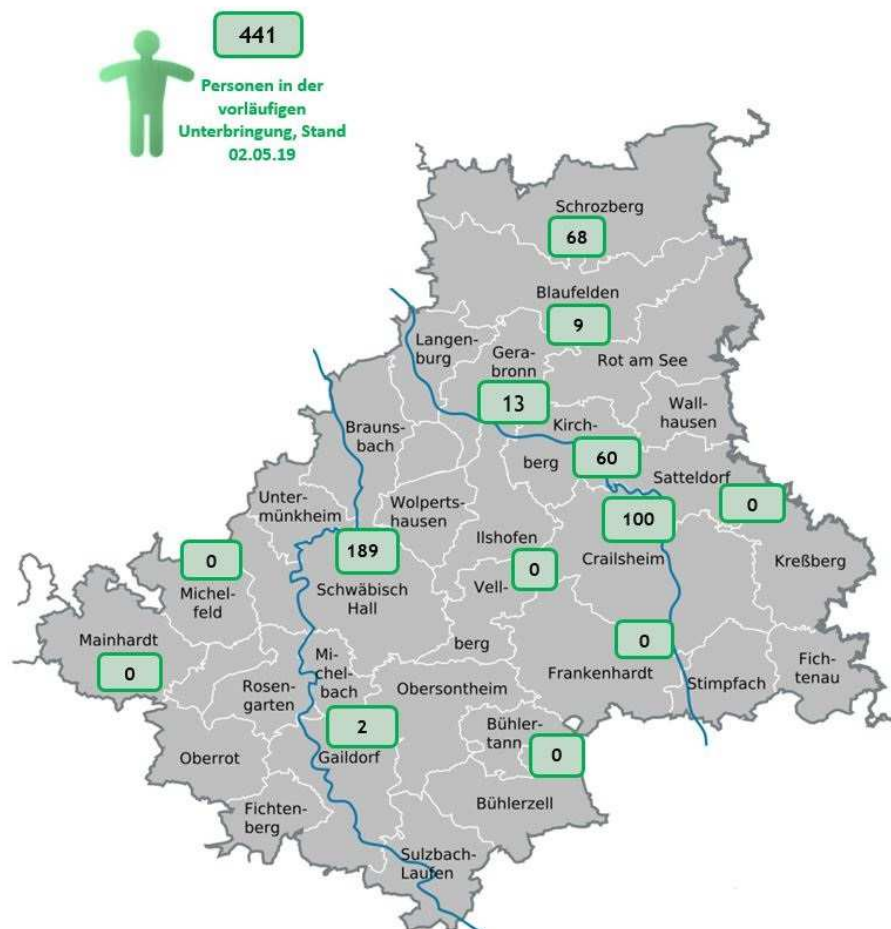 441
Personen in der
vorläufigen
Unterbringung, Stand
02.05.19
Schrozberg
68
Blaufelden
9
Langen-
burg
Gera-
bronn
Rot am See
13
Wall-
hausen
Kirch-
berg
60
Brauns-
bach
Satteldorf
0
Unter-
münkheim
Wolperts-
hausen
100
Crailsheim
Ilshofen
189
Schwäbisch
Hall
0
Michel-
feld
0
Vell-
berg
Kreßberg
Mainhardt
0
Mi-
chel-
bach
0
Frankenhardt
Stimpfach
Fich-
tenau
Rosen-
garten
Obersontheim
2
Gaildorf
Bühler-
tann
0
Oberrot
Bühlerzell
Fichten-
berg
Sulzbach-
Laufen